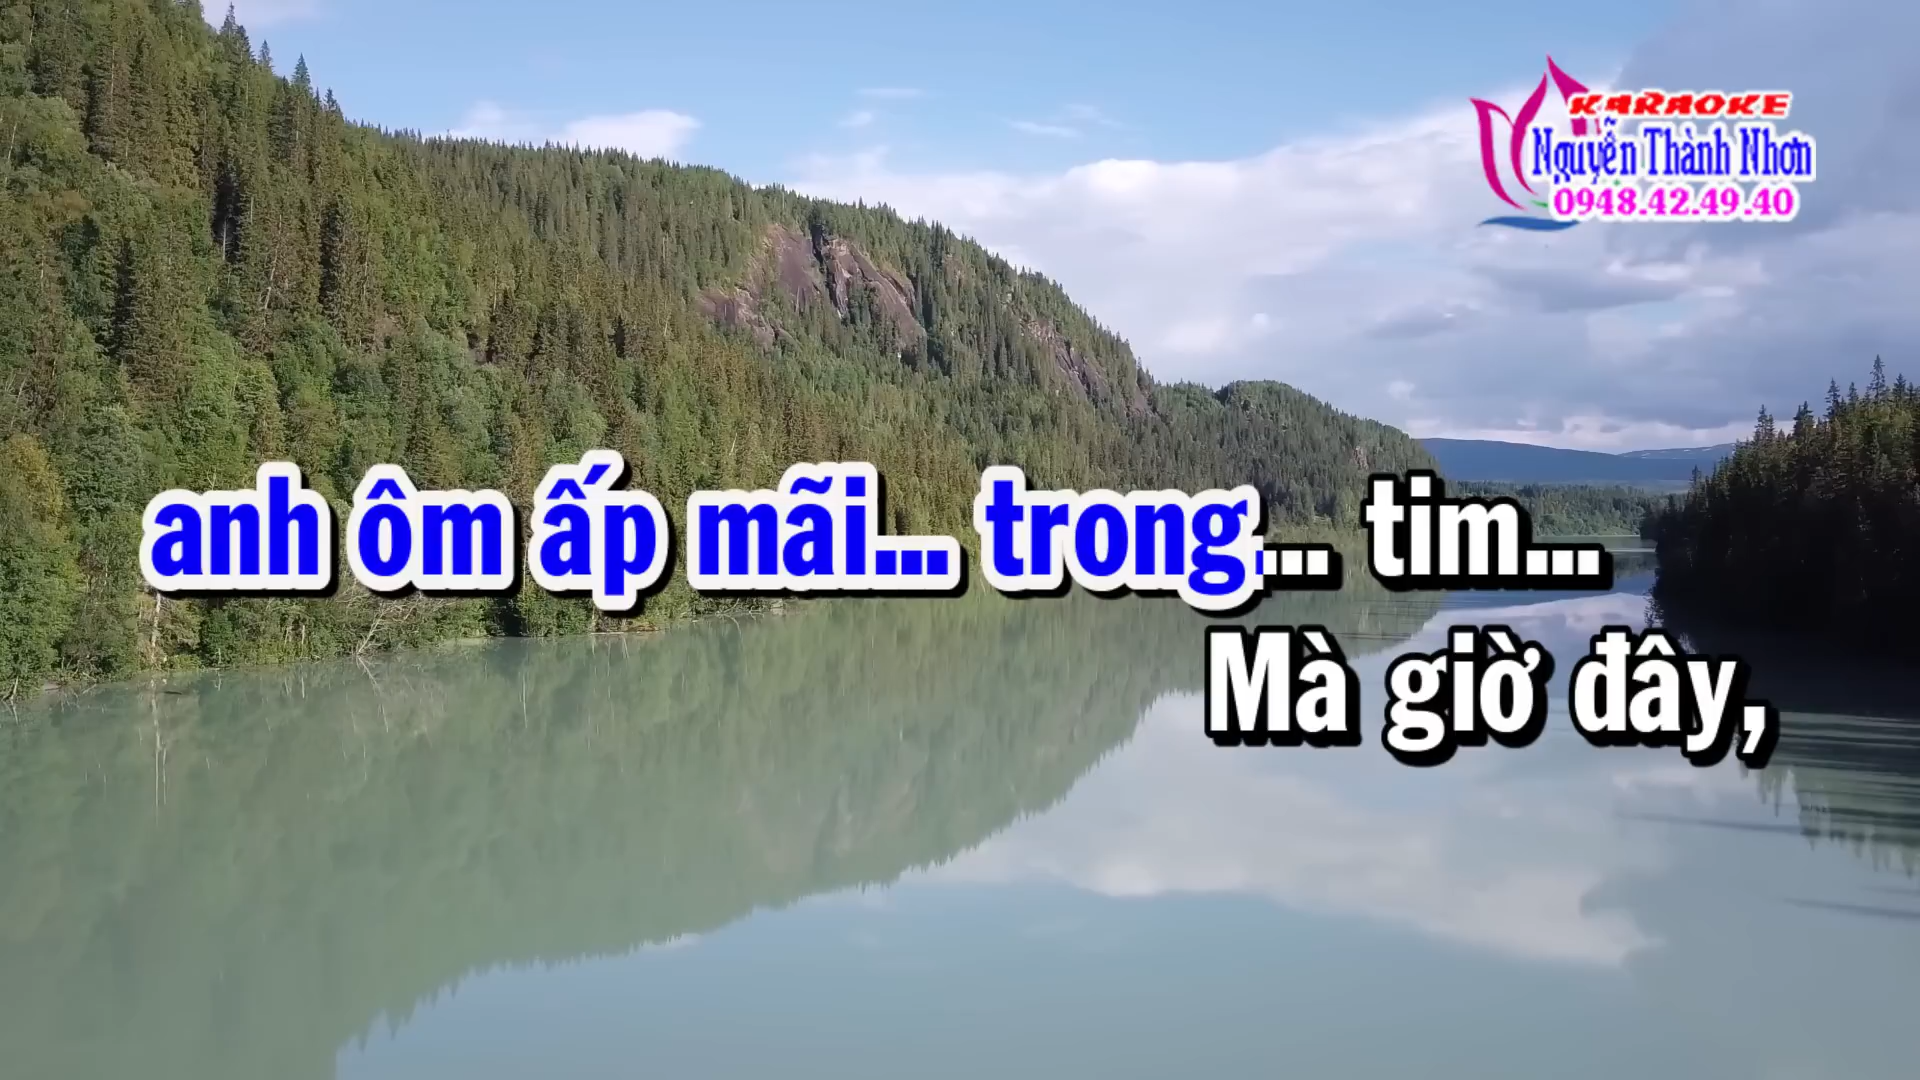 KARAOKE
Nguyễn Thành Nhơn
0948.42.49.40
anh ôm ấp mãi... trong... tim...
Mà giờ đây,